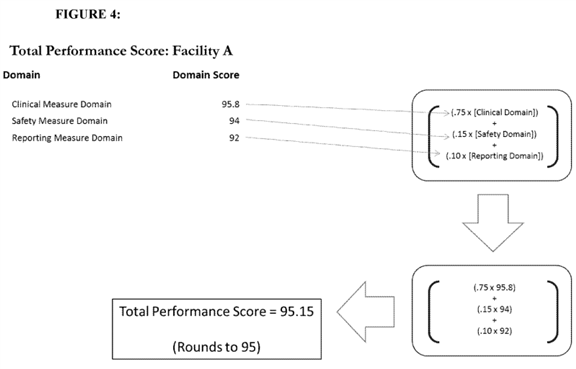 FIGURE 4:
Total Performance Score: Facility A
Domain Domain Score
Clinical Measure Domain 95.8
Safety Measure Domain 94
Reporting Measure Domain 92
(.75 x [Clinical Domain])
+
(.15 x [Safety Domain])
+
(.10 x [Reporting Domain])
(.75 x 95.8)
+
(.15 x 94)
+
(.10 x 92)
Total Performance Score = 95.15
(Rounds to 95)